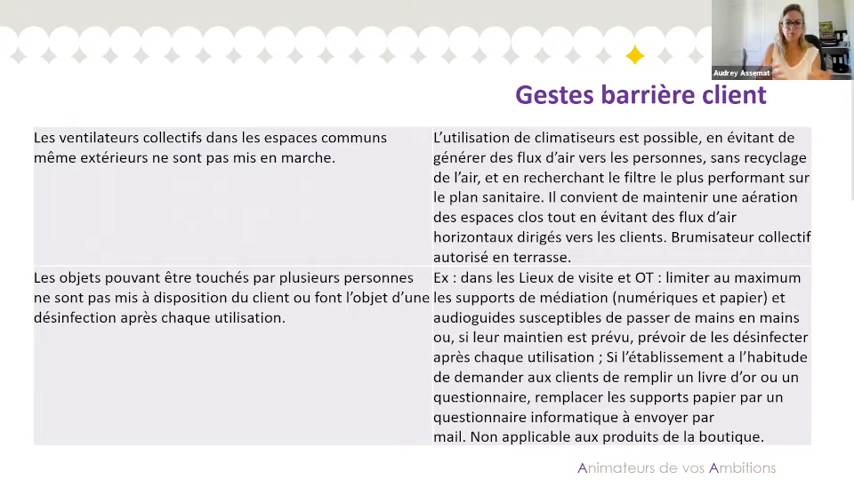 Audrey Assemat
Gestes barrière client
Les ventilateurs collectifs dans les espaces communs
même extérieurs ne sont pas mis en marche.
L’utilisation de climatiseurs est possible, en évitant de
générer des flux d’air vers les personnes, sans recyclage
de l’air, et en recherchant le filtre le plus performant sur
le plan sanitaire. Il convient de maintenir une aération
des espaces clos tout en évitant des flux d’air
horizontaux dirigés vers les clients. Brumisateur collectif
autorisé en terrasse.
Les objets pouvant être touchés par plusieurs personnes
ne sont pas mis à disposition du client ou font l’objet d’une
désinfection après chaque utilisation.
Ex : dans les Lieux de visite et OT : limiter au maximum
les supports de médiation (numériques et papier) et
audioguides susceptibles de passer de mains en mains
ou, si leur maintien est prévu, prévoir de les désinfecter
après chaque utilisation ; Si l’établissement a l’habitude
de demander aux clients de remplir un livre d’or ou un
questionnaire, remplacer les supports papier par un
questionnaire informatique à envoyer par
mail. Non applicable aux produits de la boutique.
Animateurs de vos Ambitions